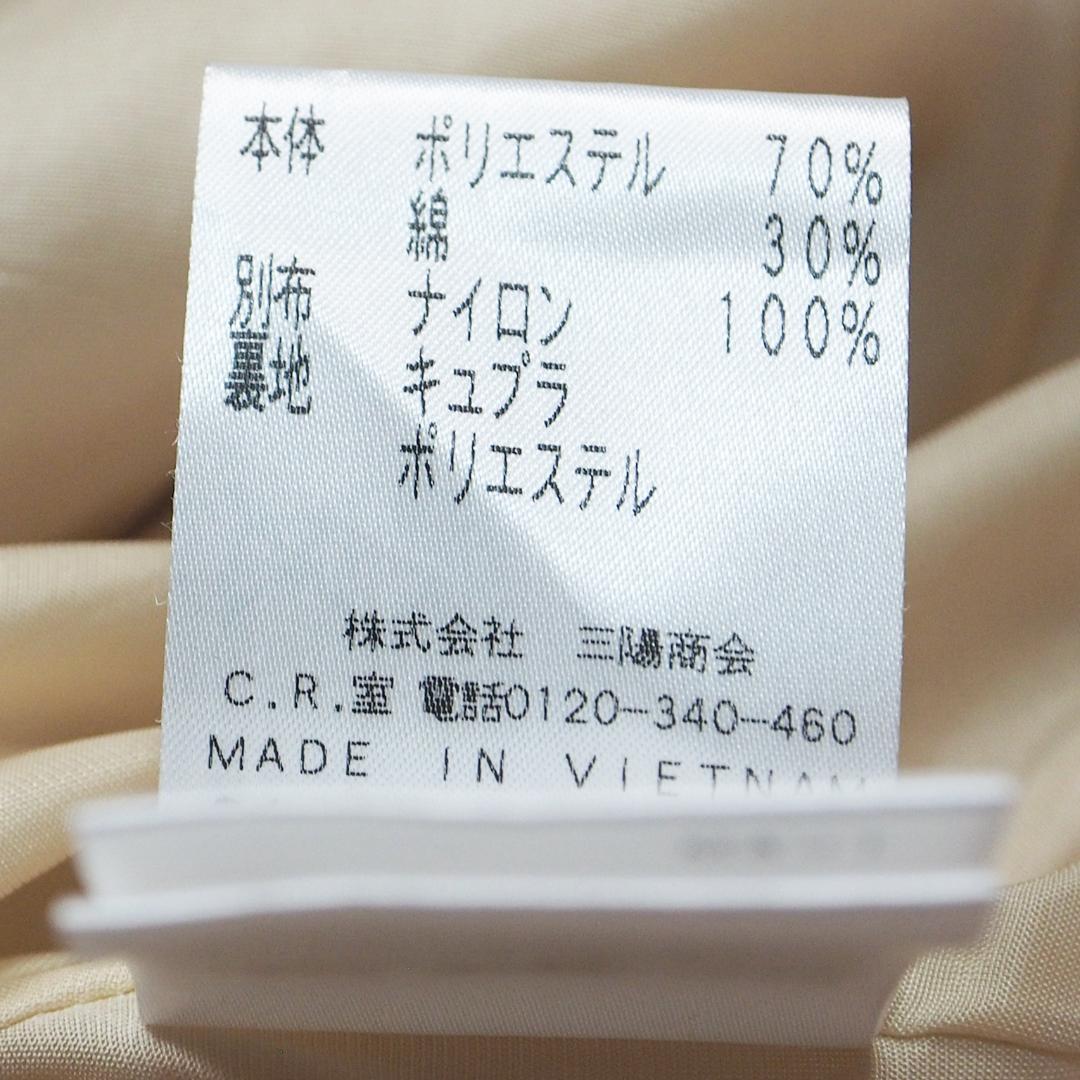 本体 ポリエステル 70%
綿 30%
別布 ナイロン 100%
裏地 キュプラ
ポリエステル
株式会社 三陽商会
C.R.室 電話0120-340-460
MADE IN VIETNAM